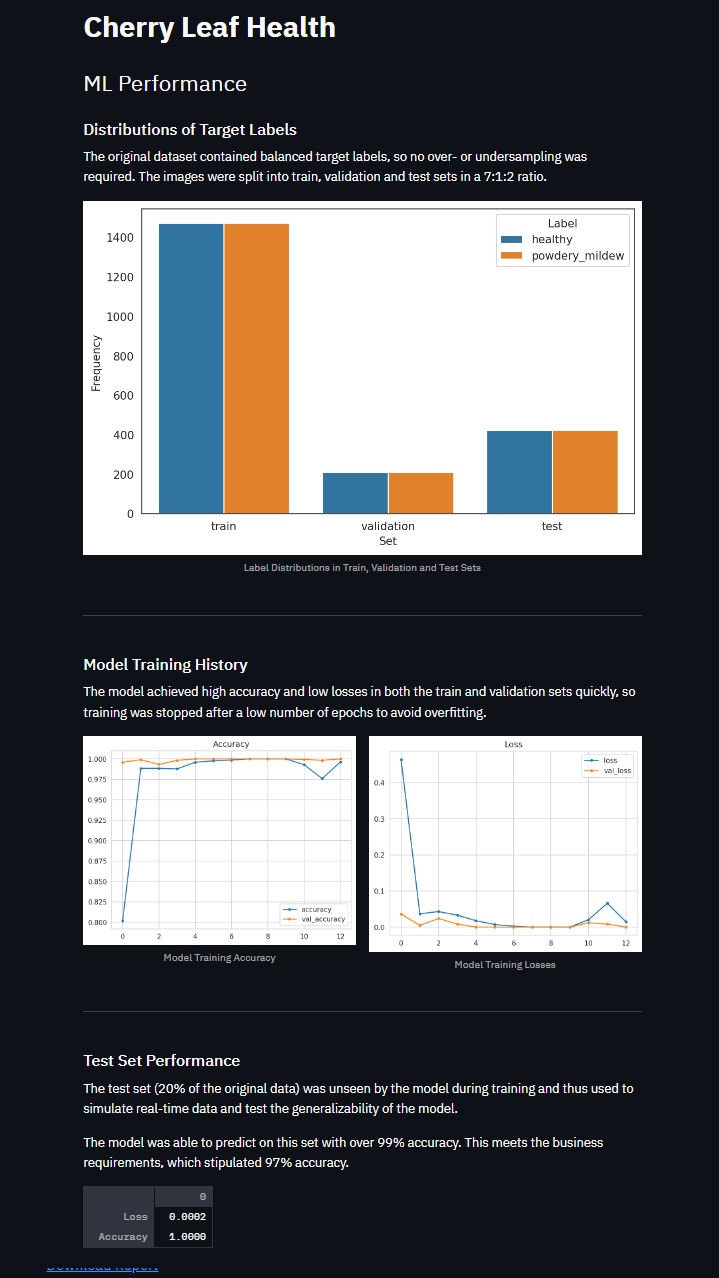 Cherry Leaf Health
ML Performance
Distributions of Target Labels
The original dataset contained balanced target labels, so no over- or undersampling was
required. The images were split into train, validation and test sets in a 7:1:2 ratio.
Label
healthy
powdery_mildew
Frequency
1400
1200
1000
800
600
400
200
0
train validation test
Set
Label Distributions in Train, Validation and Test Sets
Model Training History
The model achieved high accuracy and low losses in both the train and validation sets quickly, so
training was stopped after a low number of epochs to avoid overfitting.
Accuracy
1.000
0.975
0.950
0.925
0.900
0.875
0.850
0.825
0.800
accuracy
val_accuracy
0 2 4 6 8 10 12
Model Training Accuracy
Loss
loss
val_loss
0.4
0.3
0.2
0.1
0.0
0 2 4 6 8 10 12
Model Training Losses
Test Set Performance
The test set (20% of the original data) was unseen by the model during training and thus used to
simulate real-time data and test the generalizability of the model.
The model was able to predict on this set with over 99% accuracy. This meets the business
requirements, which stipulated 97% accuracy.
0
Loss 0.0002
Accuracy 1.0000
Download Report